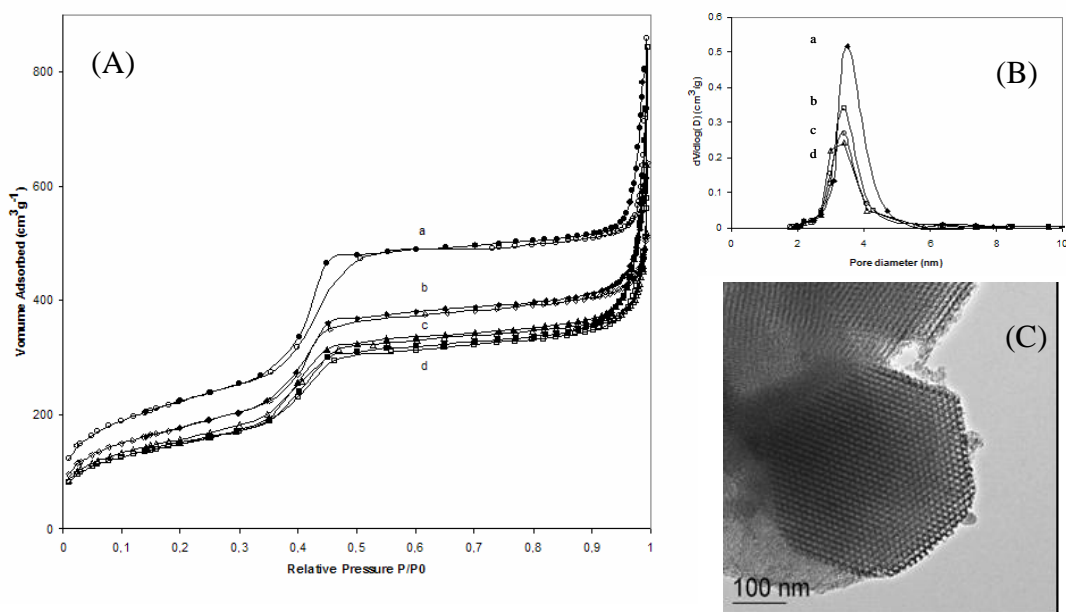 (A)
Vonume Adsorbed (cm3g-1)
800
600
400
200
0
a
b
c
d
0 0,1 0,2 0,3 0,4 0,5 0,6 0,7 0,8 0,9 1
Relative Pressure P/P0
(B)
dV/dlog(D) (cm3/g)
0.6
0.5
0.4
0.3
0.2
0.1
0
a
b
c
d
0 2 4 6 8 10
Pore diameter (nm)
(C)
100 nm